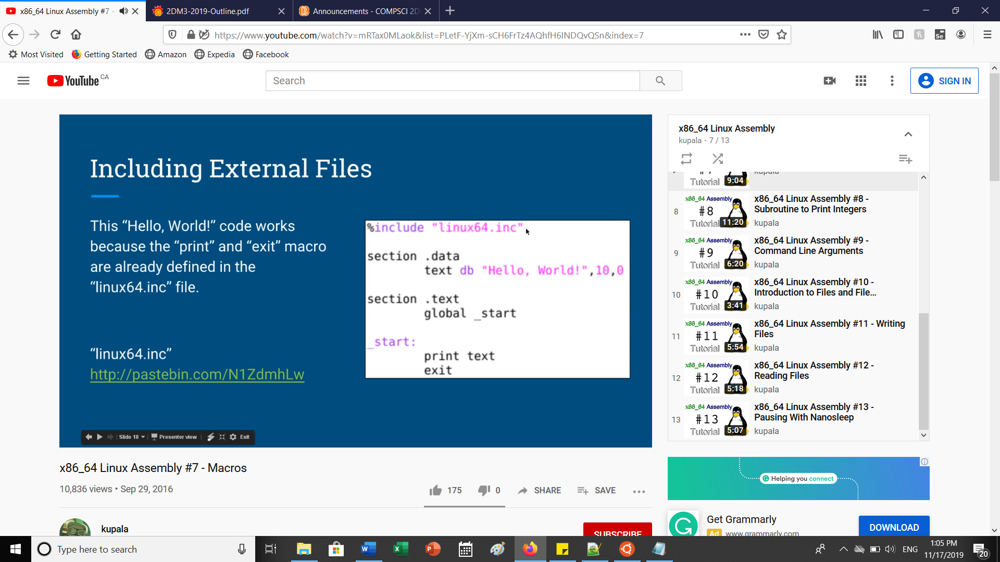 x86_64 Linux Assembly #7 -
2DM3-2019-Outline.pdf
Announcements - COMPSCI 2D
https://www.youtube.com/watch?v=mRTax0MLaok&list=PLetF-YjXm-sCH6FrTz4AQhfH6INDQvQSn&index=7
Se
Most Visited
Getting Started
Amazon
Expedia
Facebook
YouTube CA
Search
SIGN IN
Including External Files
This “Hello, World!” code works
because the “print” and “exit” macro
are already defined in the
“linux64.inc” file.
“linux64.inc”
http://pastebin.com/N1ZdmhLw
%include "linux64.inc"
section .data
text db "Hello, World!",10,0
section .text
global _start
_start:
print text
exit
Slide 18
Presenter view
Exit
x86_64 Linux Assembly #7 - Macros
10,836 views • Sep 29, 2016
175
0
SHARE
SAVE
kupala
SUBSCRIBE
x86_64 Linux Assembly
kupala - 7 / 13
Tutorial
9:04
kupala
8
x86_64 Assembly
#8
Tutorial
11:20
x86_64 Linux Assembly #8 -
Subroutine to Print Integers
kupala
9
x86_64 Assembly
#9
Tutorial
6:20
x86_64 Linux Assembly #9 -
Command Line Arguments
kupala
10
x86_64 Assembly
#10
Tutorial
3:41
x86_64 Linux Assembly #10 -
Introduction to Files and File...
kupala
11
x86_64 Assembly
#11
Tutorial
5:54
x86_64 Linux Assembly #11 - Writing
Files
kupala
12
x86_64 Assembly
#12
Tutorial
5:18
x86_64 Linux Assembly #12 -
Reading Files
kupala
13
x86_64 Assembly
#13
Tutorial
5:07
x86_64 Linux Assembly #13 -
Pausing With Nanosleep
kupala
Helping you connect
Get Grammarly
Ad www.grammarly.com
DOWNLOAD
Type here to search
ENG
1:05 PM
11/17/2019
20